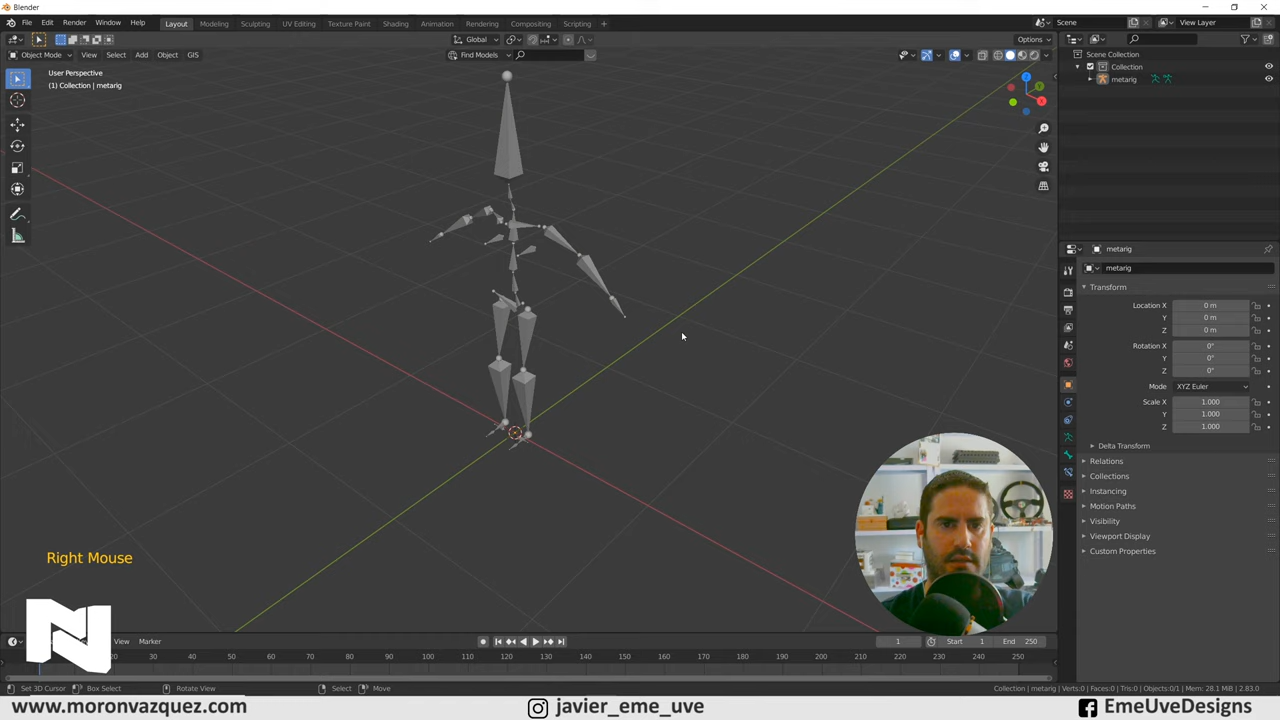 Blender
File Edit Render Window Help Layout Modeling Sculpting UV Editing Texture Paint Shading Animation Rendering Compositing Scripting + Scene View Layer
Global Options
Object Mode View Select Add Object GIS Find Models
User Perspective
(1) Collection | metarig
Z
Y
X
Scene Collection
Collection
metarig
metarig
metarig
Transform
Location X 0 m
Y 0 m
Z 0 m
Rotation X 0°
Y 0°
Z 0°
Mode XYZ Euler
Scale X 1.000
Y 1.000
Z 1.000
Delta Transform
Relations
Collections
Instancing
Motion Paths
Visibility
Viewport Display
Custom Properties
Right Mouse
N
View Marker 1 Start 1 End 250
20 30 40 50 60 70 80 90 100 110 120 130 140 150 160 170 180 190 200 210 220 230 240 250
Set 3D Cursor Box Select Rotate View Select Move Collection | metarig | Verts:0 | Faces:0 | Tris:0 | Objects:0/1 | Mem: 28.1 MiB | 2.83.0
www.moronvazquez.com javier_eme_uve EmeUveDesigns